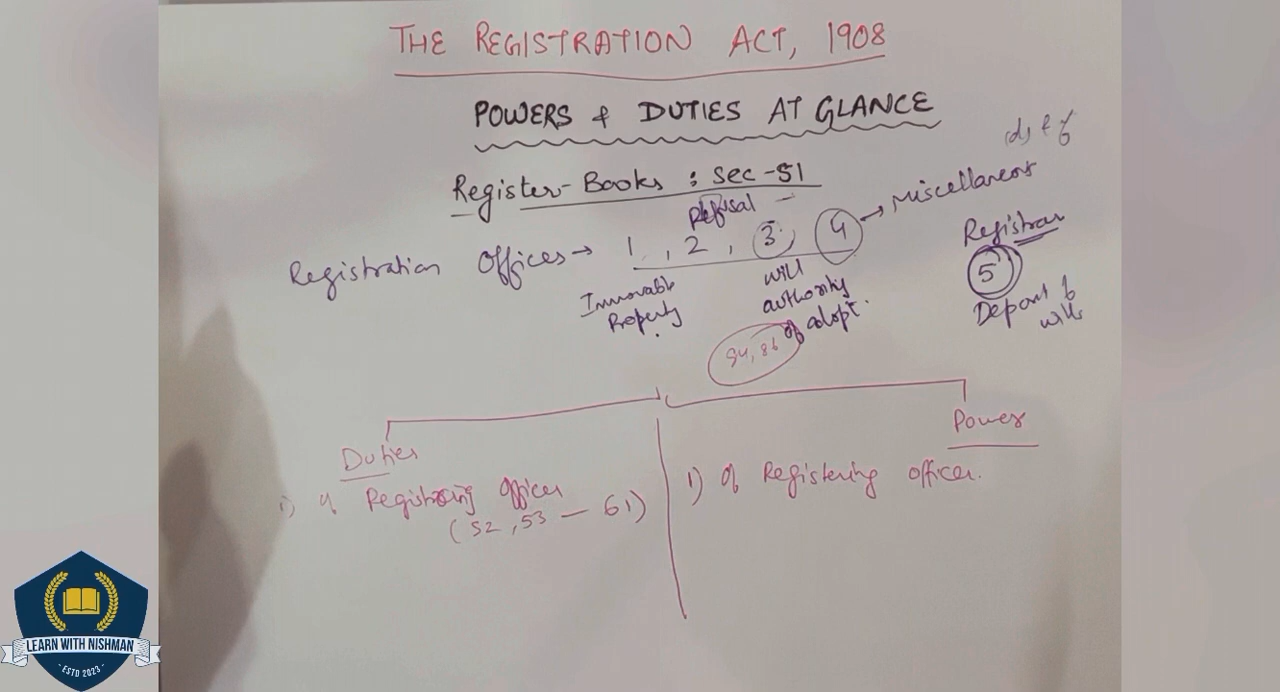 THE REGISTRATION ACT, 1908
POWERS & DUTIES AT GLANCE
(d) & f
Register-Books : sec-51
Refusal
Miscellaneous
Registration Offices → 1, 2, 3, 4 →
Registrar
5
Immovable
Property
will
authority
of adopt.
Deposit of
wills
Power
Duties
1) of Registering Officer
(52, 53 — 61)
1) of Registering officer.
LEARN WITH NISHMAN
- ESTD 2023 -